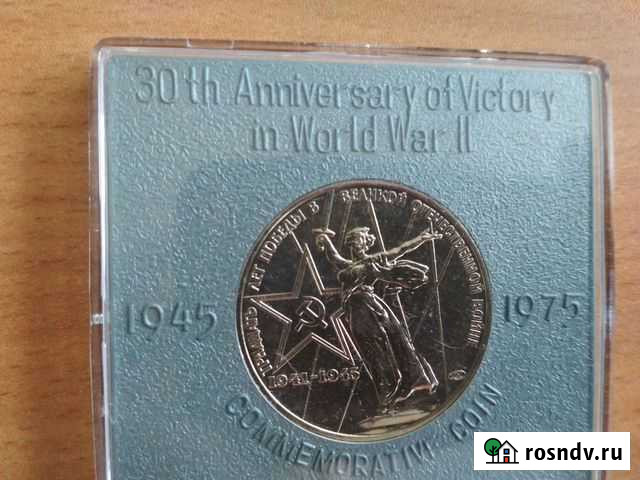 30th Anniversary of Victory
in World War II
ТРИДЦАТЬ ЛЕТ ПОБЕДЫ В ВЕЛИКОЙ ОТЕЧЕСТВЕННОЙ ВОЙНЕ
1945
1975
1941-1945
COMMEMORATIVE COIN
rosndv.ru